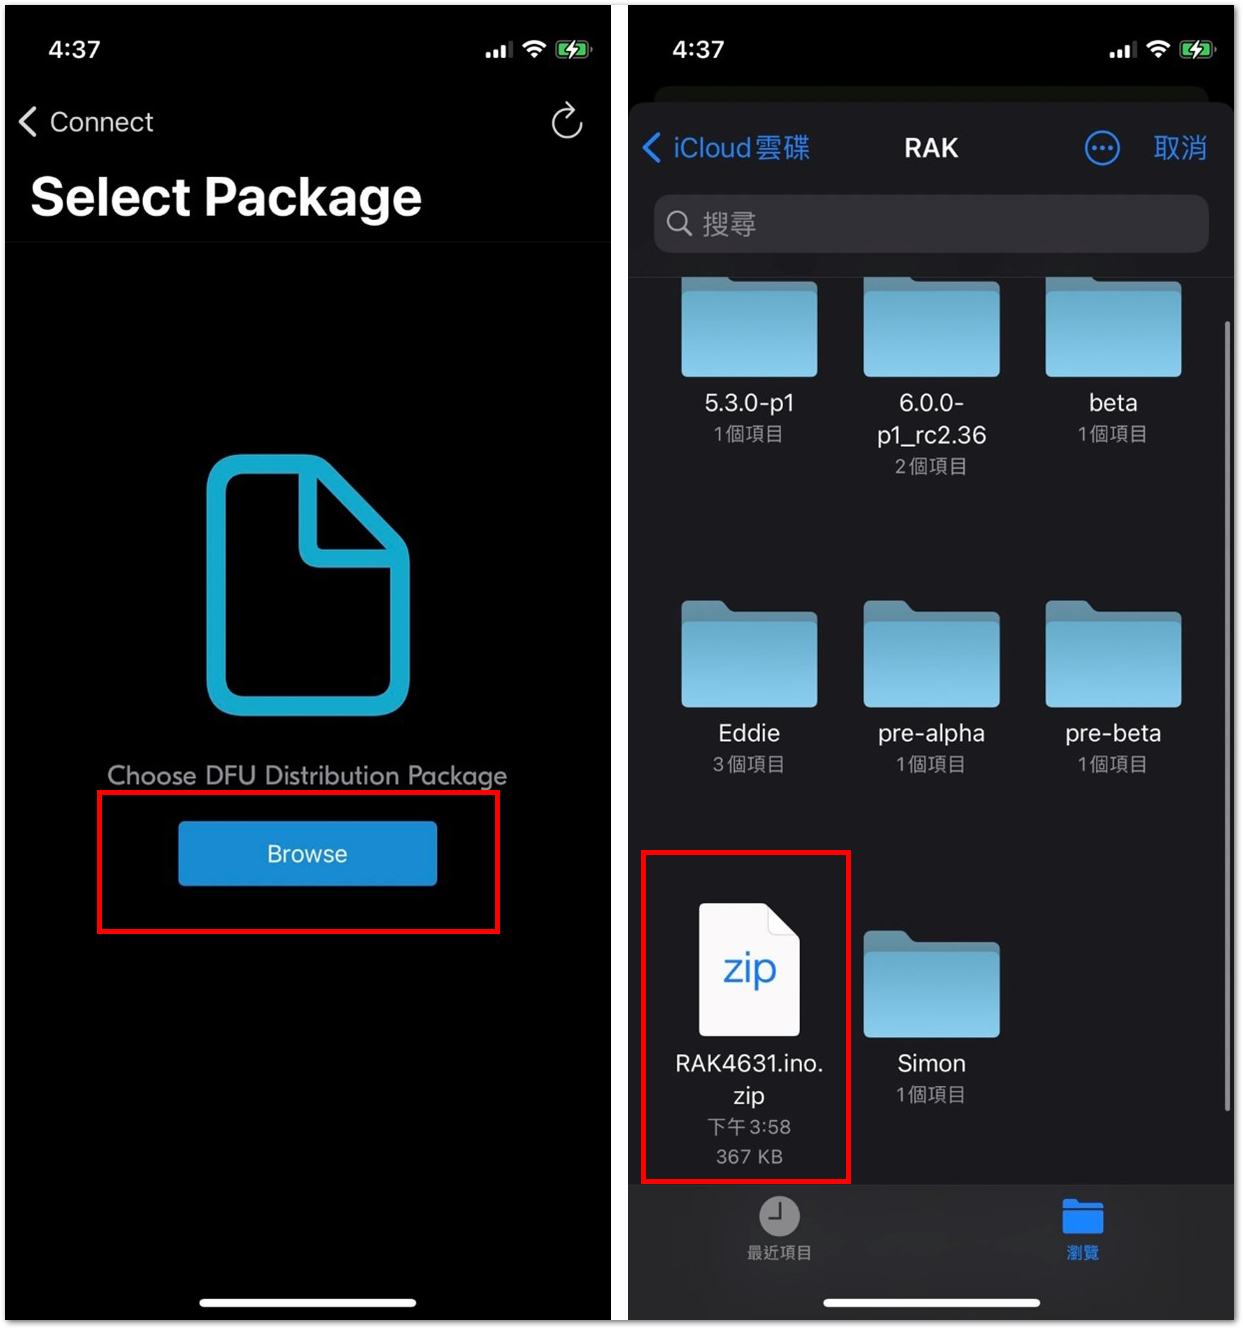 4:37
Connect
Select Package
Choose DFU Distribution Package
Browse
4:37
iCloud雲碟
RAK
取消
搜尋
5.3.0-p1
1個項目
6.0.0-
p1_rc2.36
2個項目
beta
1個項目
Eddie
3個項目
pre-alpha
1個項目
pre-beta
1個項目
zip
RAK4631.ino.
zip
下午3:58
367 KB
Simon
1個項目
最近項目
瀏覽